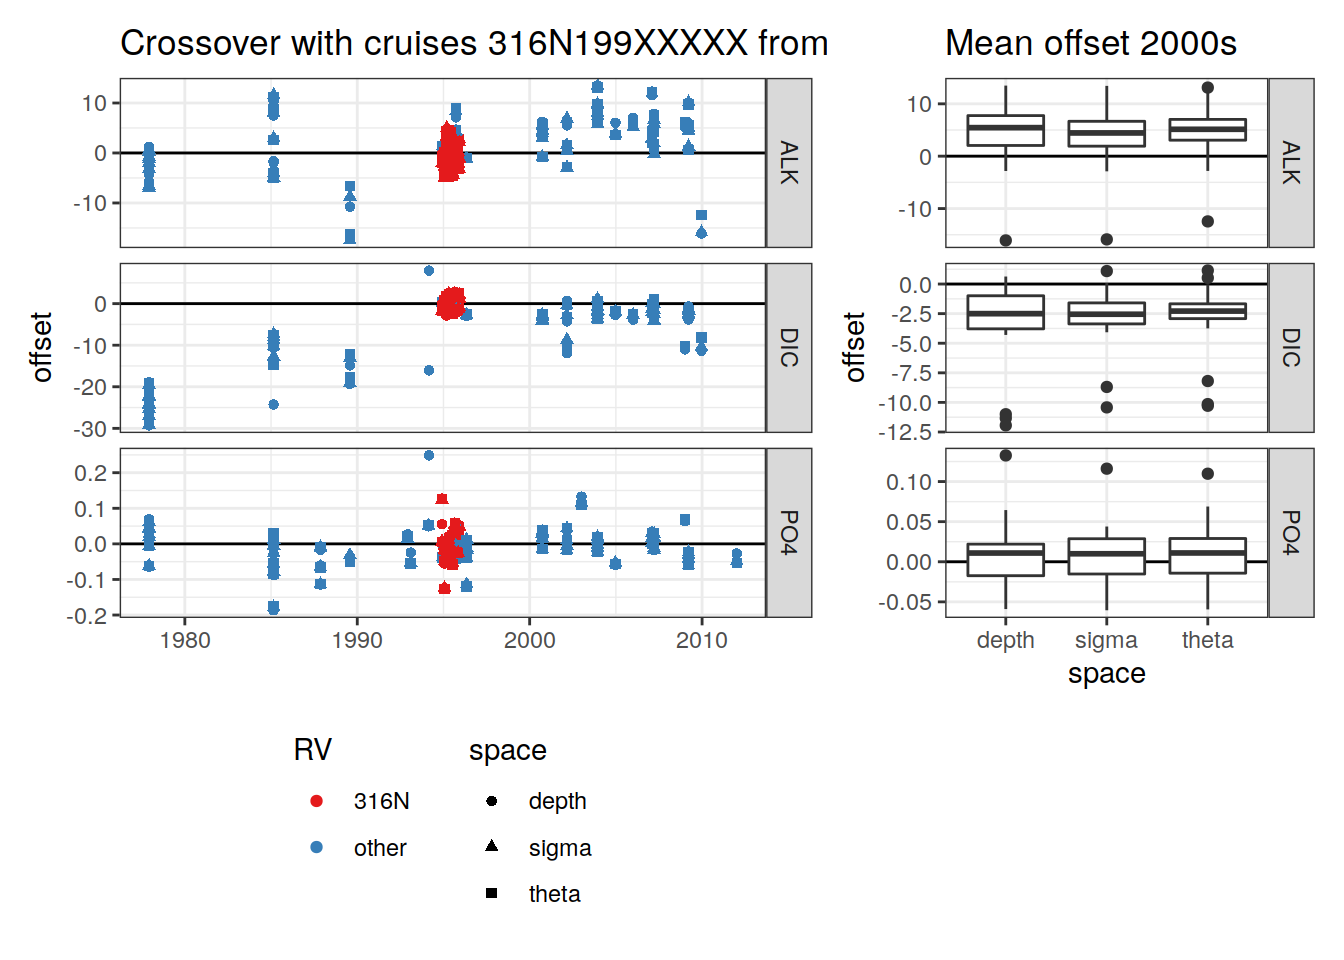 Crossover with cruises 316N199XXXXX from
Mean offset 2000s
offset
10
0
-10
ALK
0
-10
-20
-30
DIC
0.2
0.1
0.0
-0.1
-0.2
PO4
1980
1990
2000
2010
offset
10
0
-10
ALK
0.0
-2.5
-5.0
-7.5
-10.0
-12.5
DIC
0.10
0.05
0.00
-0.05
PO4
depth
sigma
theta
space
RV
316N
other
space
depth
sigma
theta